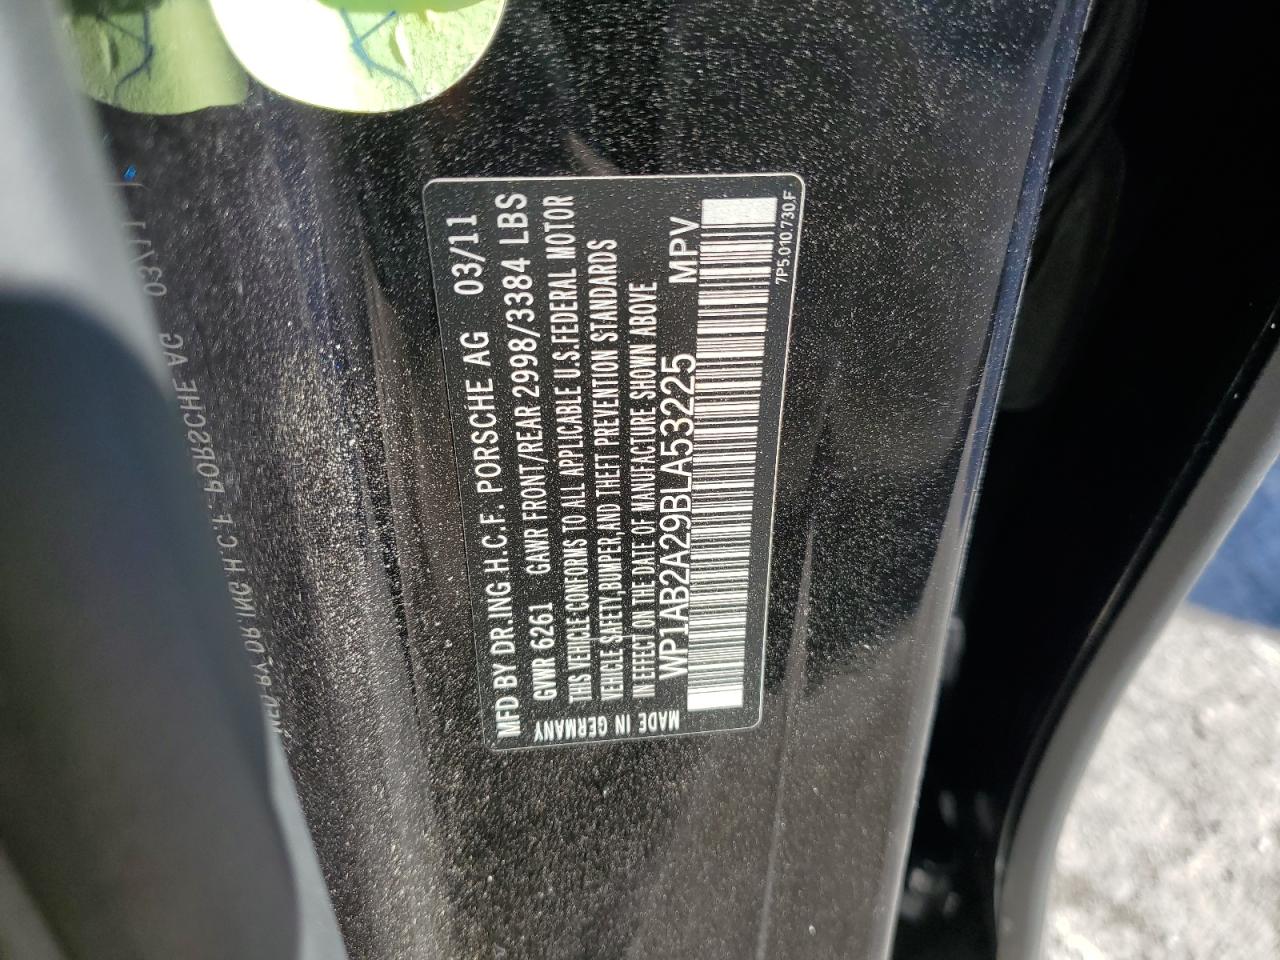 MFD BY DR.ING H.C.F. PORSCHE AG 03/11
GVWR 6261 GAWR FRONT/REAR 2998/3384 LBS
THIS VEHICLE CONFORMS TO ALL APPLICABLE U.S.FEDERAL MOTOR
VEHICLE SAFETY,BUMPER,AND THEFT PREVENTION STANDARDS
IN EFFECT ON THE DATE OF MANUFACTURE SHOWN ABOVE
WP1AB2A29BLA53225 MPV
MADE IN GERMANY
7P5.010.730.F